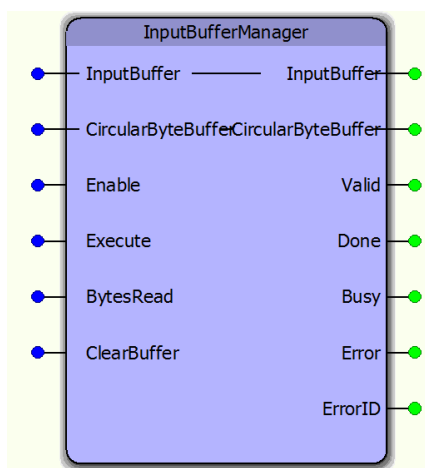 InputBufferManager
InputBuffer InputBuffer
CircularByteBuffer CircularByteBuffer
Enable Valid
Execute Done
BytesRead Busy
ClearBuffer Error
ErrorID